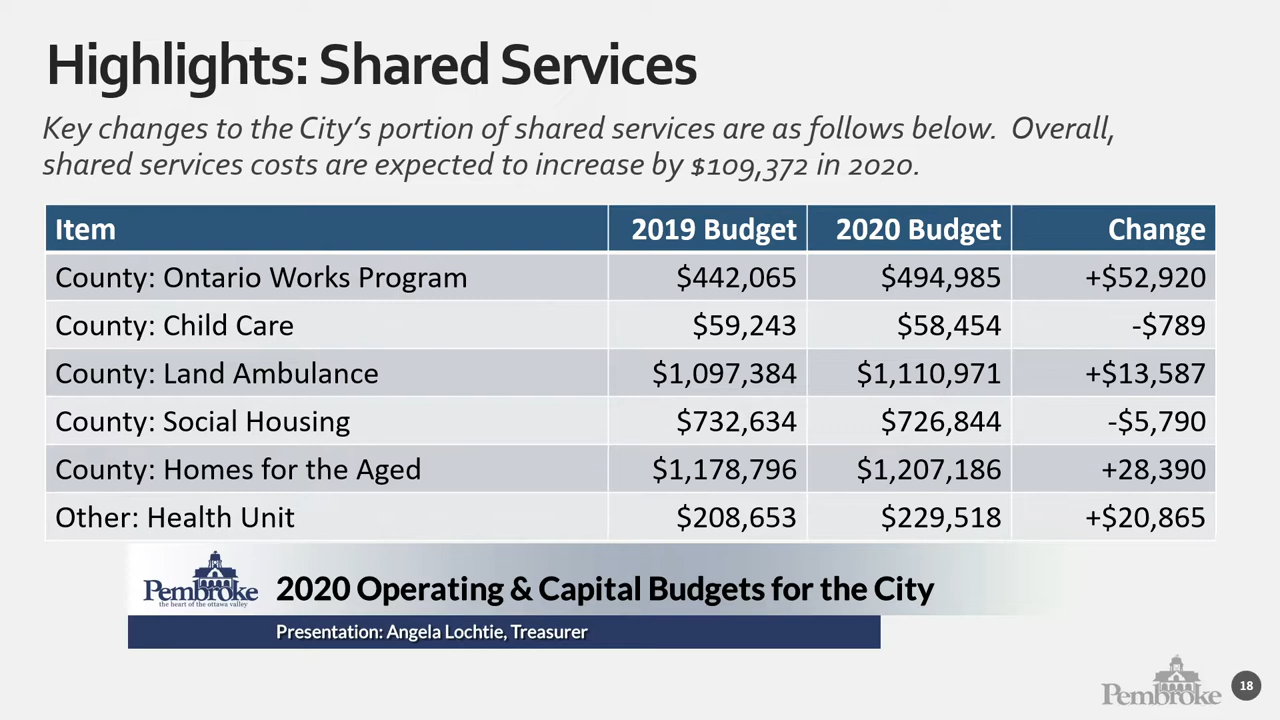 Highlights: Shared Services
Key changes to the City's portion of shared services are as follows below. Overall,
shared services costs are expected to increase by $109,372 in 2020.
Item 2019 Budget 2020 Budget Change
County: Ontario Works Program $442,065 $494,985 +$52,920
County: Child Care $59,243 $58,454 -$789
County: Land Ambulance $1,097,384 $1,110,971 +$13,587
County: Social Housing $732,634 $726,844 -$5,790
County: Homes for the Aged $1,178,796 $1,207,186 +28,390
Other: Health Unit $208,653 $229,518 +$20,865
Pembroke
the heart of the ottawa valley
2020 Operating & Capital Budgets for the City
Presentation: Angela Lochtie, Treasurer
Pembroke
18